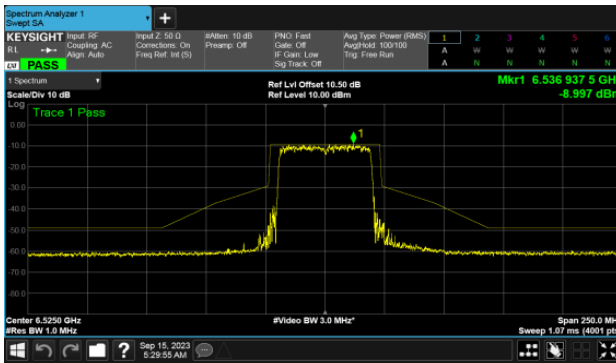 Spectrum Analyzer 1
Swept SA
KEYSIGHT
RL
LXI PASS
Input: RF
Coupling: AC
Align: Auto
Input Z: 50 Ω
Corrections: On
Freq Ref: Int (S)
#Atten: 10 dB
Preamp: Off
PNO: Fast
Gate: Off
IF Gain: Low
Sig Track: Off
Avg Type: Power (RMS)
Avg|Hold: 100/100
Trig: Free Run
1 2 3 4 5 6
A W W W W W
A N N N N N
1 Spectrum
Scale/Div 10 dB
Ref Lvl Offset 10.50 dB
Ref Level 10.00 dBm
Mkr1 6.536 937 5 GH
-8.997 dBr
Log
Trace 1 Pass
1
0.00
-10.0
-20.0
-30.0
-40.0
-50.0
-60.0
-70.0
-80.0
Center 6.5250 GHz
#Res BW 1.0 MHz
#Video BW 3.0 MHz*
Span 250.0 MH
Sweep 1.07 ms (4001 pts
Sep 15, 2023
5:29:55 AM